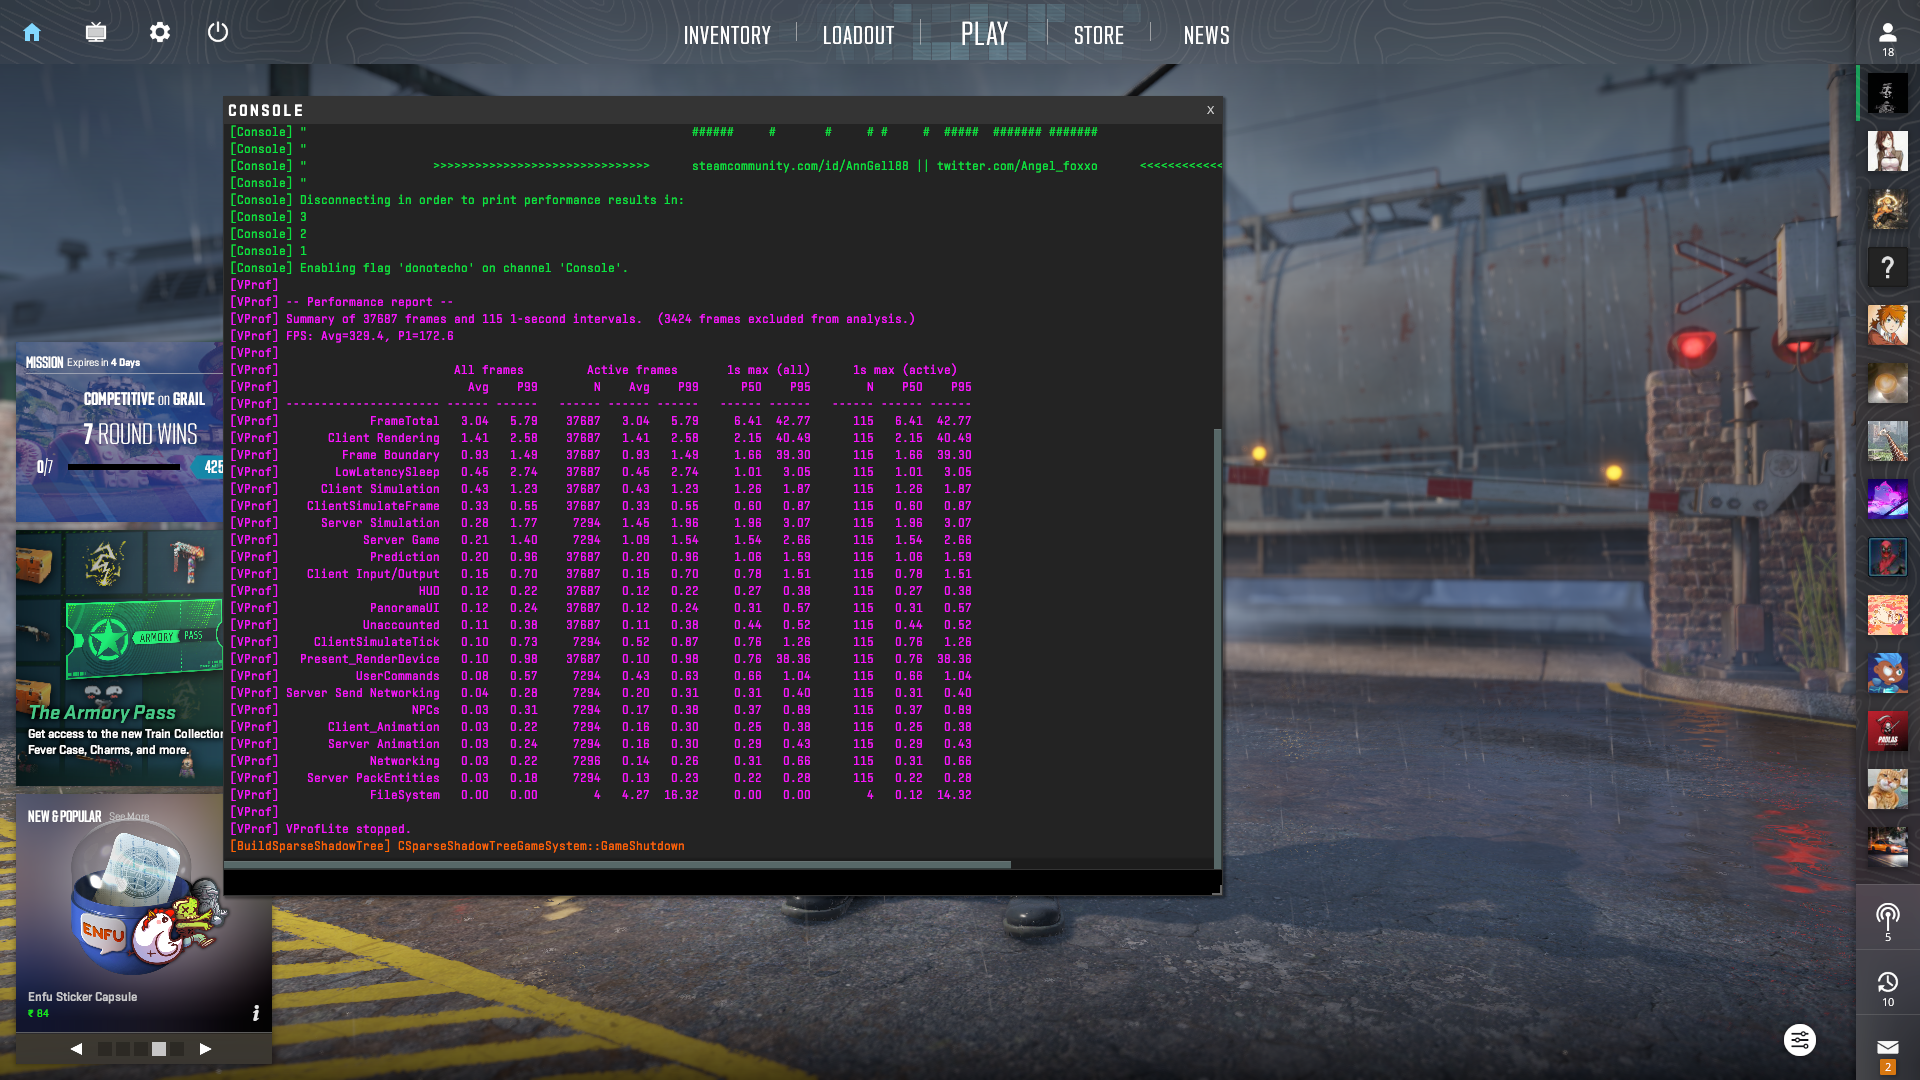 INVENTORY
LOADOUT
PLAY
STORE
NEWS
18
CONSOLE
X
[Console] "                                                       ######     #       #     # #     #  #####  ####### #######
[Console] "
[Console] "                  >>>>>>>>>>>>>>>>>>>>>>>>>>>>>>>      steamcommunity.com/id/AnnGell88 || twitter.com/Angel_foxxo      <<<<<<<<<<<<
[Console] "
[Console] Disconnecting in order to print performance results in:
[Console] 3
[Console] 2
[Console] 1
[Console] Enabling flag 'donotecho' on channel 'Console'.
[VProf]
[VProf] -- Performance report --
[VProf] Summary of 37687 frames and 115 1-second intervals.  (3424 frames excluded from analysis.)
[VProf] FPS: Avg=329.4, P1=172.6
[VProf]
[VProf]                         All frames         Active frames       1s max (all)      1s max (active)
[VProf]                           Avg    P99        N    Avg    P99      P50    P95        N    P50    P95
[VProf] ---------------------- ------ ------   ------ ------ ------   ------ ------   ------ ------ ------
[VProf]             FrameTotal   3.04   5.79    37687   3.04   5.79     6.41  42.77      115   6.41  42.77
[VProf]       Client Rendering   1.41   2.58    37687   1.41   2.58     2.15  40.49      115   2.15  40.49
[VProf]         Frame Boundary   0.93   1.49    37687   0.93   1.49     1.66  39.30      115   1.66  39.30
[VProf]        LowLatencySleep   0.45   2.74    37687   0.45   2.74     1.01   3.05      115   1.01   3.05
[VProf]      Client Simulation   0.43   1.23    37687   0.43   1.23     1.26   1.87      115   1.26   1.87
[VProf]    ClientSimulateFrame   0.33   0.55    37687   0.33   0.55     0.60   0.87      115   0.60   0.87
[VProf]      Server Simulation   0.28   1.77     7294   1.45   1.96     1.96   3.07      115   1.96   3.07
[VProf]            Server Game   0.21   1.40     7294   1.09   1.54     1.54   2.66      115   1.54   2.66
[VProf]             Prediction   0.20   0.96    37687   0.20   0.96     1.06   1.59      115   1.06   1.59
[VProf]    Client Input/Output   0.15   0.70    37687   0.15   0.70     0.78   1.51      115   0.78   1.51
[VProf]                    HUD   0.12   0.22    37687   0.12   0.22     0.27   0.38      115   0.27   0.38
[VProf]             PanoramaUI   0.12   0.24    37687   0.12   0.24     0.31   0.57      115   0.31   0.57
[VProf]            Unaccounted   0.11   0.38    37687   0.11   0.38     0.44   0.52      115   0.44   0.52
[VProf]     ClientSimulateTick   0.10   0.73     7294   0.52   0.87     0.76   1.26      115   0.76   1.26
[VProf]   Present_RenderDevice   0.10   0.98    37687   0.10   0.98     0.76  38.36      115   0.76  38.36
[VProf]           UserCommands   0.08   0.57     7294   0.43   0.63     0.66   1.04      115   0.66   1.04
[VProf] Server Send Networking   0.04   0.28     7294   0.20   0.31     0.31   0.40      115   0.31   0.40
[VProf]                   NPCs   0.03   0.31     7294   0.17   0.38     0.37   0.89      115   0.37   0.89
[VProf]       Client_Animation   0.03   0.22     7294   0.16   0.30     0.25   0.38      115   0.25   0.38
[VProf]       Server Animation   0.03   0.24     7294   0.16   0.30     0.29   0.43      115   0.29   0.43
[VProf]             Networking   0.03   0.22     7296   0.14   0.26     0.31   0.66      115   0.31   0.66
[VProf]    Server PackEntities   0.03   0.18     7294   0.13   0.23     0.22   0.28      115   0.22   0.28
[VProf]             FileSystem   0.00   0.00        4   4.27  16.32     0.00   0.00        4   0.12  14.32
[VProf]
[VProf] VProfLite stopped.
[BuildSparseShadowTree] CSparseShadowTreeGameSystem::GameShutdown
MISSION Expires in 4 Days
COMPETITIVE on GRAIL
7 ROUND WINS
0/7
425
ARMORY PASS
The Armory Pass
Get access to the new Train Collection
Fever Case, Charms, and more.
NEW & POPULAR See More
ENFU
Enfu Sticker Capsule
₹ 84
i
?
PROLAS
5
10
2